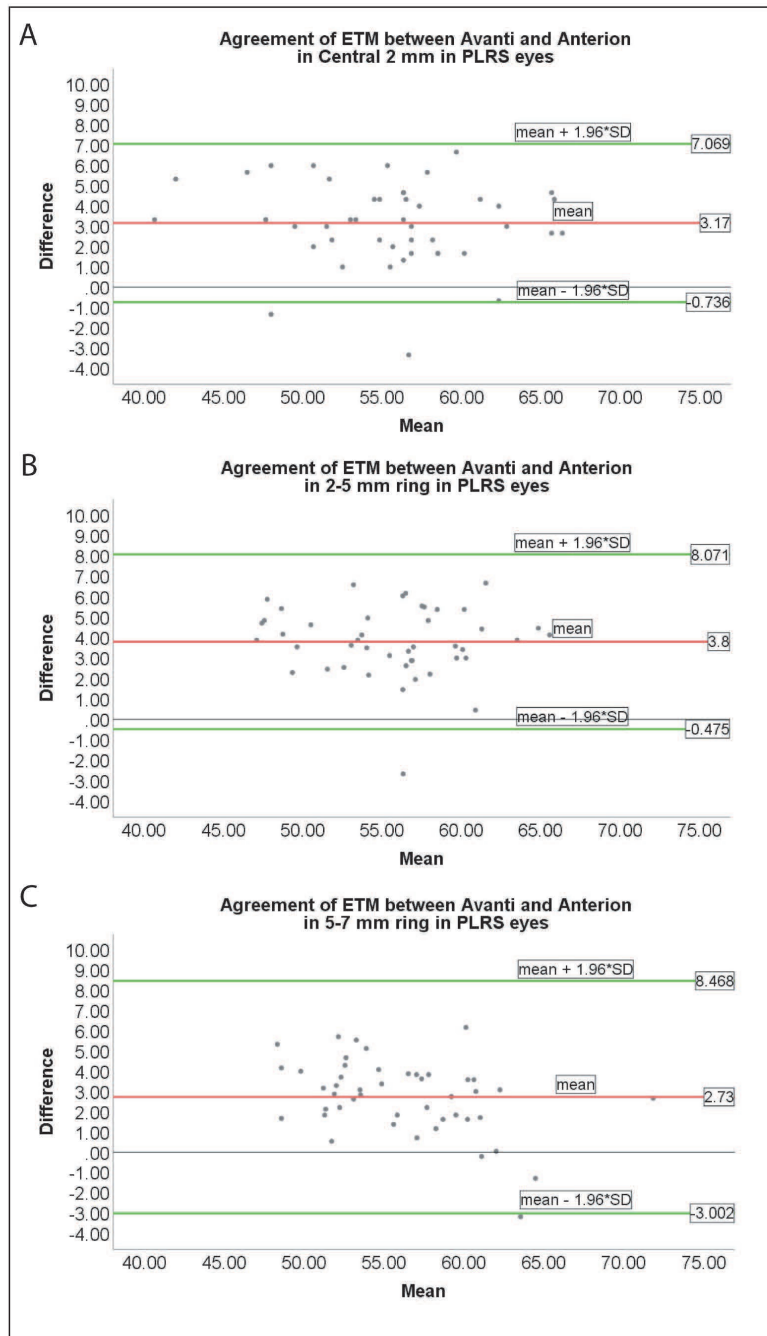 A
Agreement of ETM between Avanti and Anterion
in Central 2 mm in PLRS eyes
10.00
9.00
8.00
7.00
6.00
5.00
4.00
3.00
2.00
1.00
.00
-1.00
-2.00
-3.00
-4.00
Difference
mean + 1.96*SD
7.069
mean
3.17
mean - 1.96*SD
-0.736
40.00 45.00 50.00 55.00 60.00 65.00 70.00 75.00
Mean
B
Agreement of ETM between Avanti and Anterion
in 2-5 mm ring in PLRS eyes
10.00
9.00
8.00
7.00
6.00
5.00
4.00
3.00
2.00
1.00
.00
-1.00
-2.00
-3.00
-4.00
Difference
mean + 1.96*SD
8.071
mean
3.8
mean - 1.96*SD
-0.475
40.00 45.00 50.00 55.00 60.00 65.00 70.00 75.00
Mean
C
Agreement of ETM between Avanti and Anterion
in 5-7 mm ring in PLRS eyes
10.00
9.00
8.00
7.00
6.00
5.00
4.00
3.00
2.00
1.00
.00
-1.00
-2.00
-3.00
-4.00
Difference
mean + 1.96*SD
8.468
mean
2.73
mean - 1.96*SD
-3.002
40.00 45.00 50.00 55.00 60.00 65.00 70.00 75.00
Mean